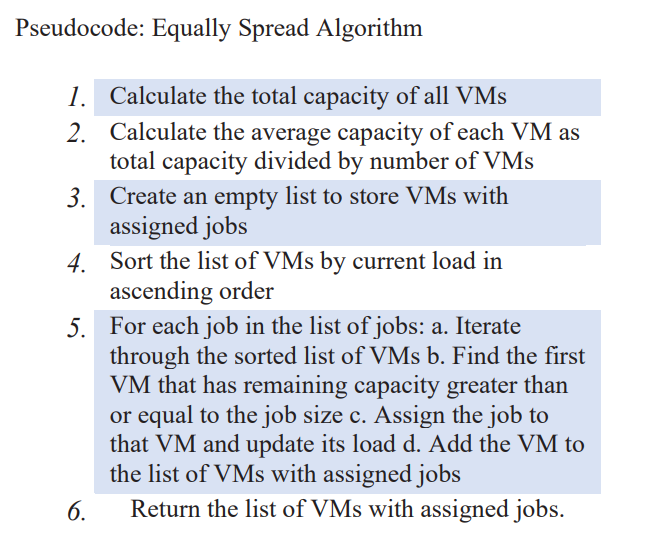 Pseudocode: Equally Spread Algorithm
1. Calculate the total capacity of all VMs
2. Calculate the average capacity of each VM as
total capacity divided by number of VMs
3. Create an empty list to store VMs with
assigned jobs
4. Sort the list of VMs by current load in
ascending order
5. For each job in the list of jobs: a. Iterate
through the sorted list of VMs b. Find the first
VM that has remaining capacity greater than
or equal to the job size c. Assign the job to
that VM and update its load d. Add the VM to
the list of VMs with assigned jobs
6. Return the list of VMs with assigned jobs.